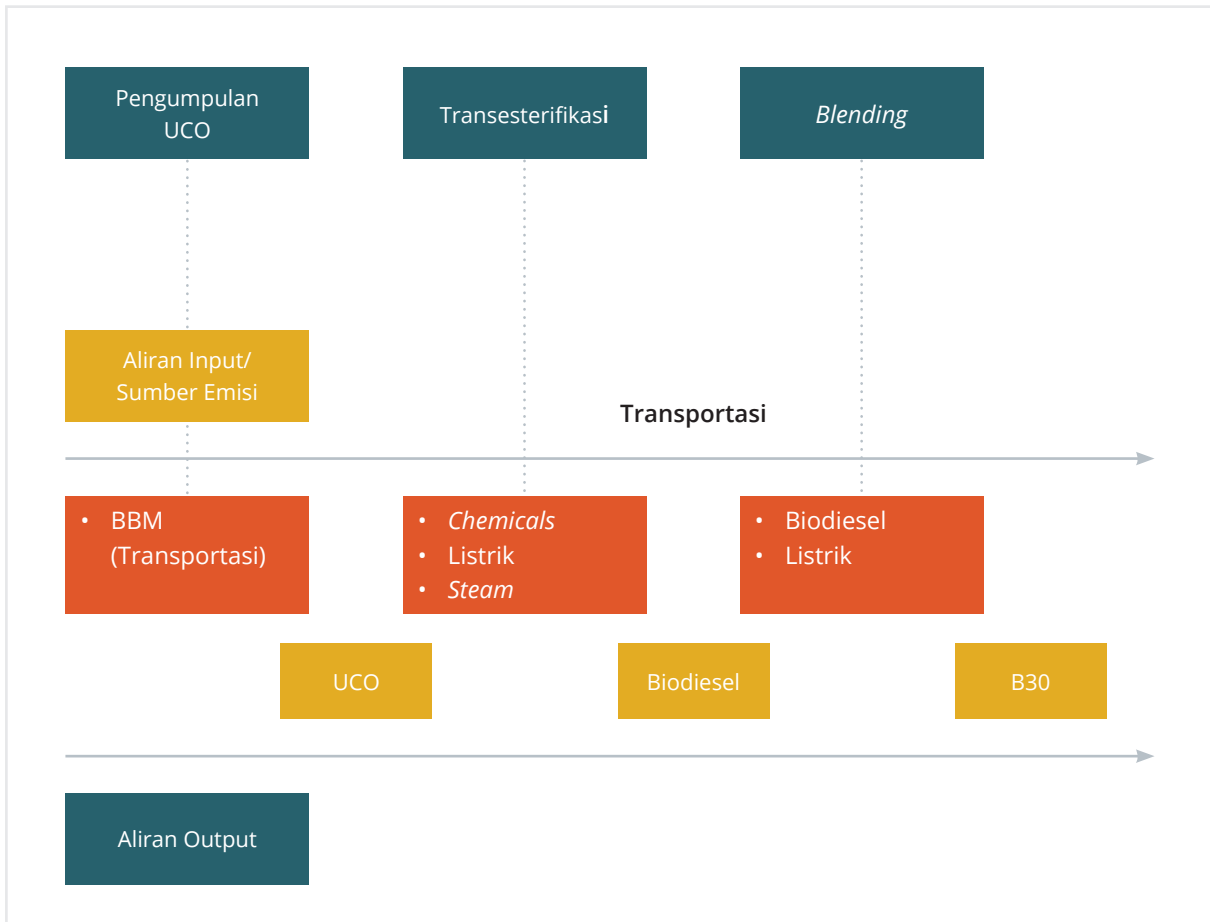 Pengumpulan
UCO
Transesterifikasi
Blending
Aliran Input/
Sumber Emisi
Transportasi
• BBM
(Transportasi)
• Chemicals
• Listrik
• Steam
• Biodiesel
• Listrik
UCO
Biodiesel
B30
Aliran Output